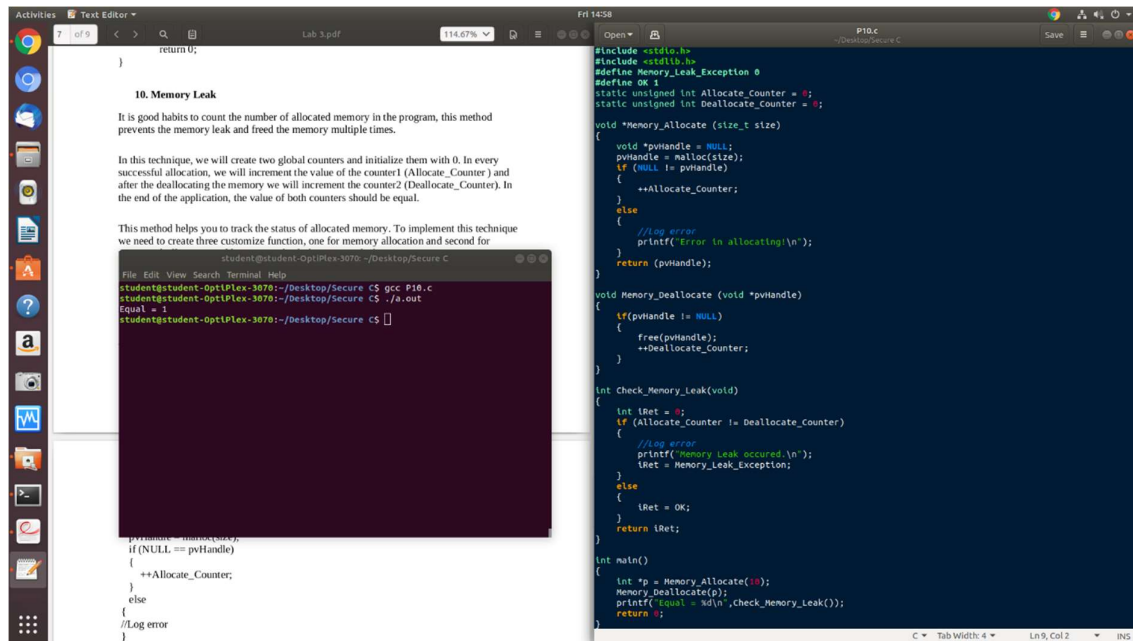 Activities
Text Editor
Fri 14:58
7 of 9
Lab 3.pdf
114.67%
Open
P10.c
~/Desktop/Secure C
Save
return 0;
}
10. Memory Leak
It is good habits to count the number of allocated memory in the program, this method
prevents the memory leak and freed the memory multiple times.
In this technique, we will create two global counters and initialize them with 0. In every
successful allocation, we will increment the value of the counter1 (Allocate_Counter ) and
after the deallocating the memory we will increment the counter2 (Deallocate_Counter). In
the end of the application, the value of both counters should be equal.
This method helps you to track the status of allocated memory. To implement this technique
we need to create three customize function, one for memory allocation and second for
student@student-OptiPlex-3070: ~/Desktop/Secure C
File Edit View Search Terminal Help
student@student-OptiPlex-3070:~/Desktop/Secure C$ gcc P10.c
student@student-OptiPlex-3070:~/Desktop/Secure C$ ./a.out
Equal = 1
student@student-OptiPlex-3070:~/Desktop/Secure C$
pvHandle = malloc(size);
if (NULL == pvHandle)
{
++Allocate_Counter;
}
else
{
//Log error
}
#include <stdio.h>
#include <stdlib.h>
#define Memory_Leak_Exception 0
#define OK 1
static unsigned int Allocate_Counter = 0;
static unsigned int Deallocate_Counter = 0;
void *Memory_Allocate (size_t size)
{
void *pvHandle = NULL;
pvHandle = malloc(size);
if (NULL != pvHandle)
{
++Allocate_Counter;
}
else
{
//Log error
printf("Error in allocating!\n");
}
return (pvHandle);
}
void Memory_Deallocate (void *pvHandle)
{
if(pvHandle != NULL)
{
free(pvHandle);
++Deallocate_Counter;
}
}
int Check_Memory_Leak(void)
{
int iRet = 0;
if (Allocate_Counter != Deallocate_Counter)
{
//Log error
printf("Memory Leak occured.\n");
iRet = Memory_Leak_Exception;
}
else
{
iRet = OK;
}
return iRet;
}
int main()
{
int *p = Memory_Allocate(10);
Memory_Deallocate(p);
printf("Equal = %d\n",Check_Memory_Leak());
return 0;
}
C
Tab Width: 4
Ln 9, Col 2
INS